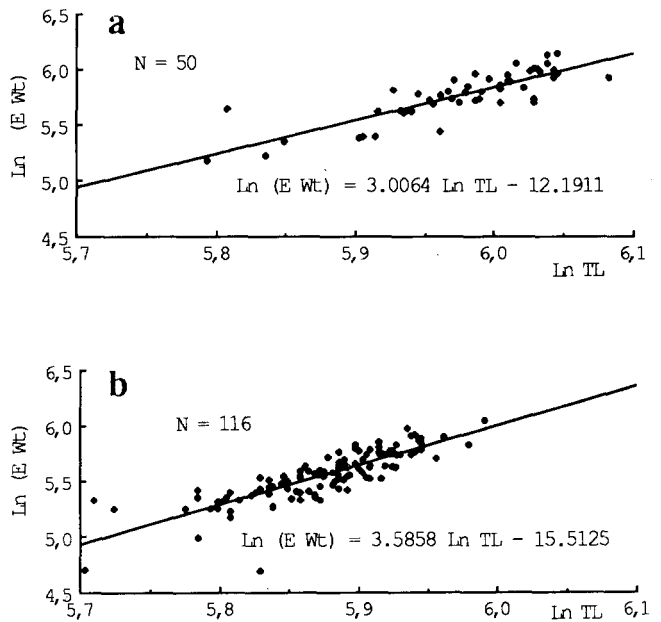 a
N = 50
6,5
6,0
5,5
5,0
4,5
Ln (E Wt)
Ln (E Wt) = 3.0064 Ln TL - 12.1911
5,7 5,8 5,9 6,0 6,1
Ln TL
b
N = 116
6,5
6,0
5,5
5,0
4,5
Ln (E Wt)
Ln (E Wt) = 3.5858 Ln TL - 15.5125
5,7 5,8 5,9 6,0 6,1
Ln TL